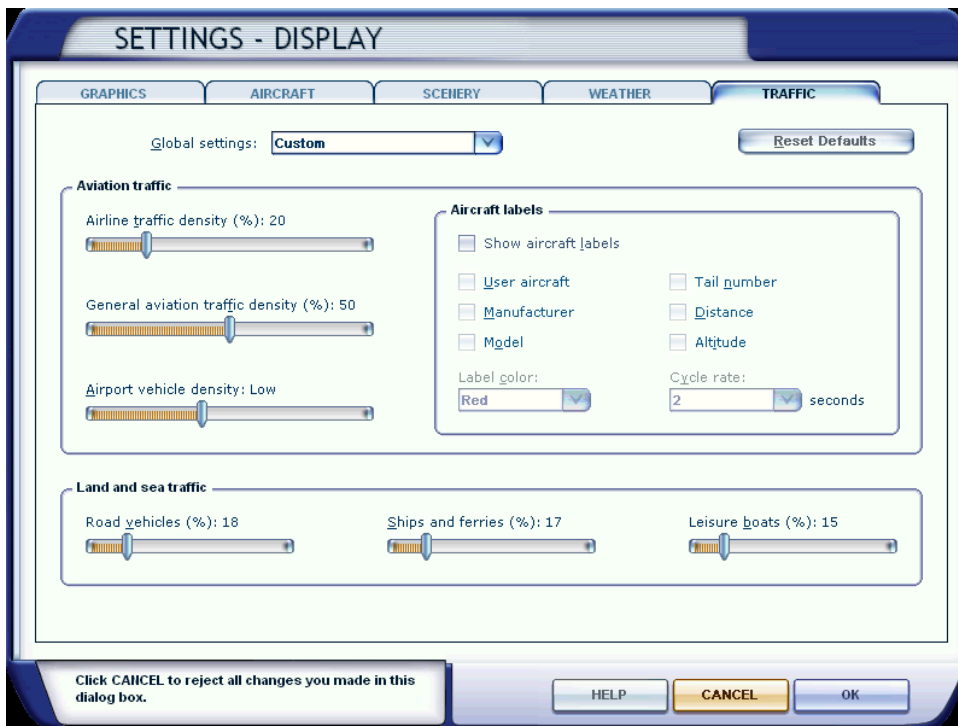 SETTINGS - DISPLAY
GRAPHICS
AIRCRAFT
SCENERY
WEATHER
TRAFFIC
Global settings: Custom
Reset Defaults
Aviation traffic
Airline traffic density (%): 20
General aviation traffic density (%): 50
Airport vehicle density: Low
Aircraft labels
Show aircraft labels
User aircraft
Tail number
Manufacturer
Distance
Model
Altitude
Label color:
Cycle rate:
Red
2 seconds
Land and sea traffic
Road vehicles (%): 18
Ships and ferries (%): 17
Leisure boats (%): 15
Click CANCEL to reject all changes you made in this
dialog box.
HELP
CANCEL
OK